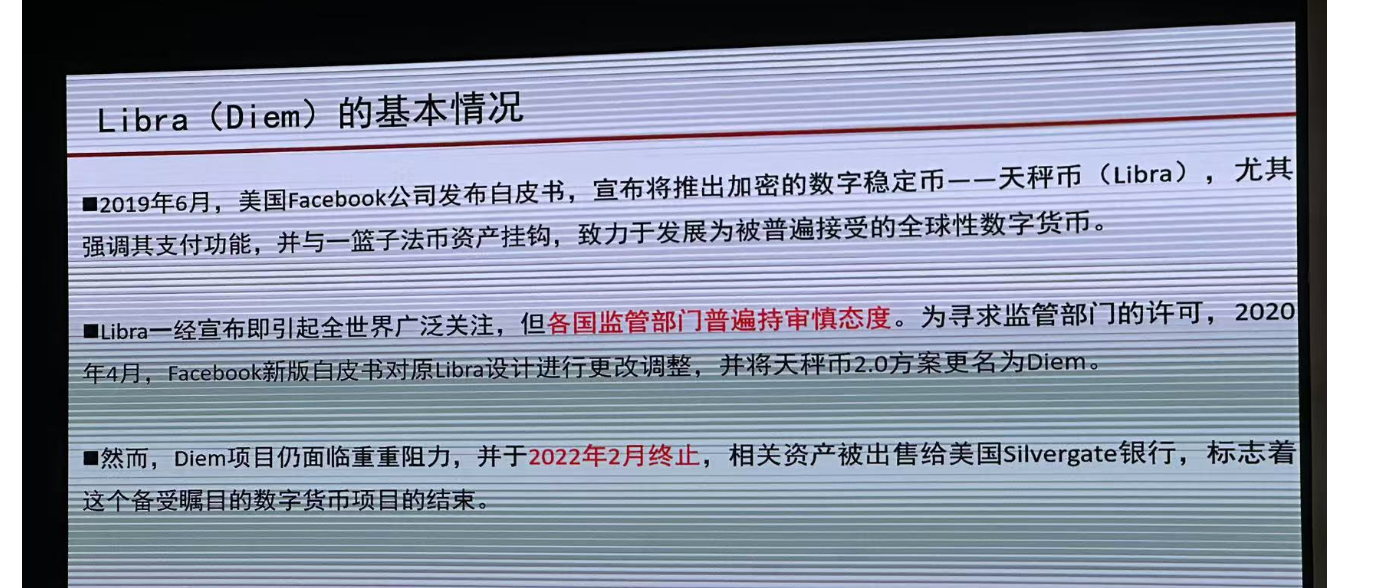 Libra（Diem）的基本情况
■2019年6月，美国Facebook公司发布白皮书，宣布将推出加密的数字稳定币——天秤币（Libra），尤其
强调其支付功能，并与一篮子法币资产挂钩，致力于发展为被普遍接受的全球性数字货币。
■Libra一经宣布即引起全世界广泛关注，但各国监管部门普遍持审慎态度。为寻求监管部门的许可，2020
年4月，Facebook新版白皮书对原Libra设计进行更改调整，并将天秤币2.0方案更名为Diem。
■然而，Diem项目仍面临重重阻力，并于2022年2月终止，相关资产被出售给美国Silvergate银行，标志着
这个备受瞩目的数字货币项目的结束。